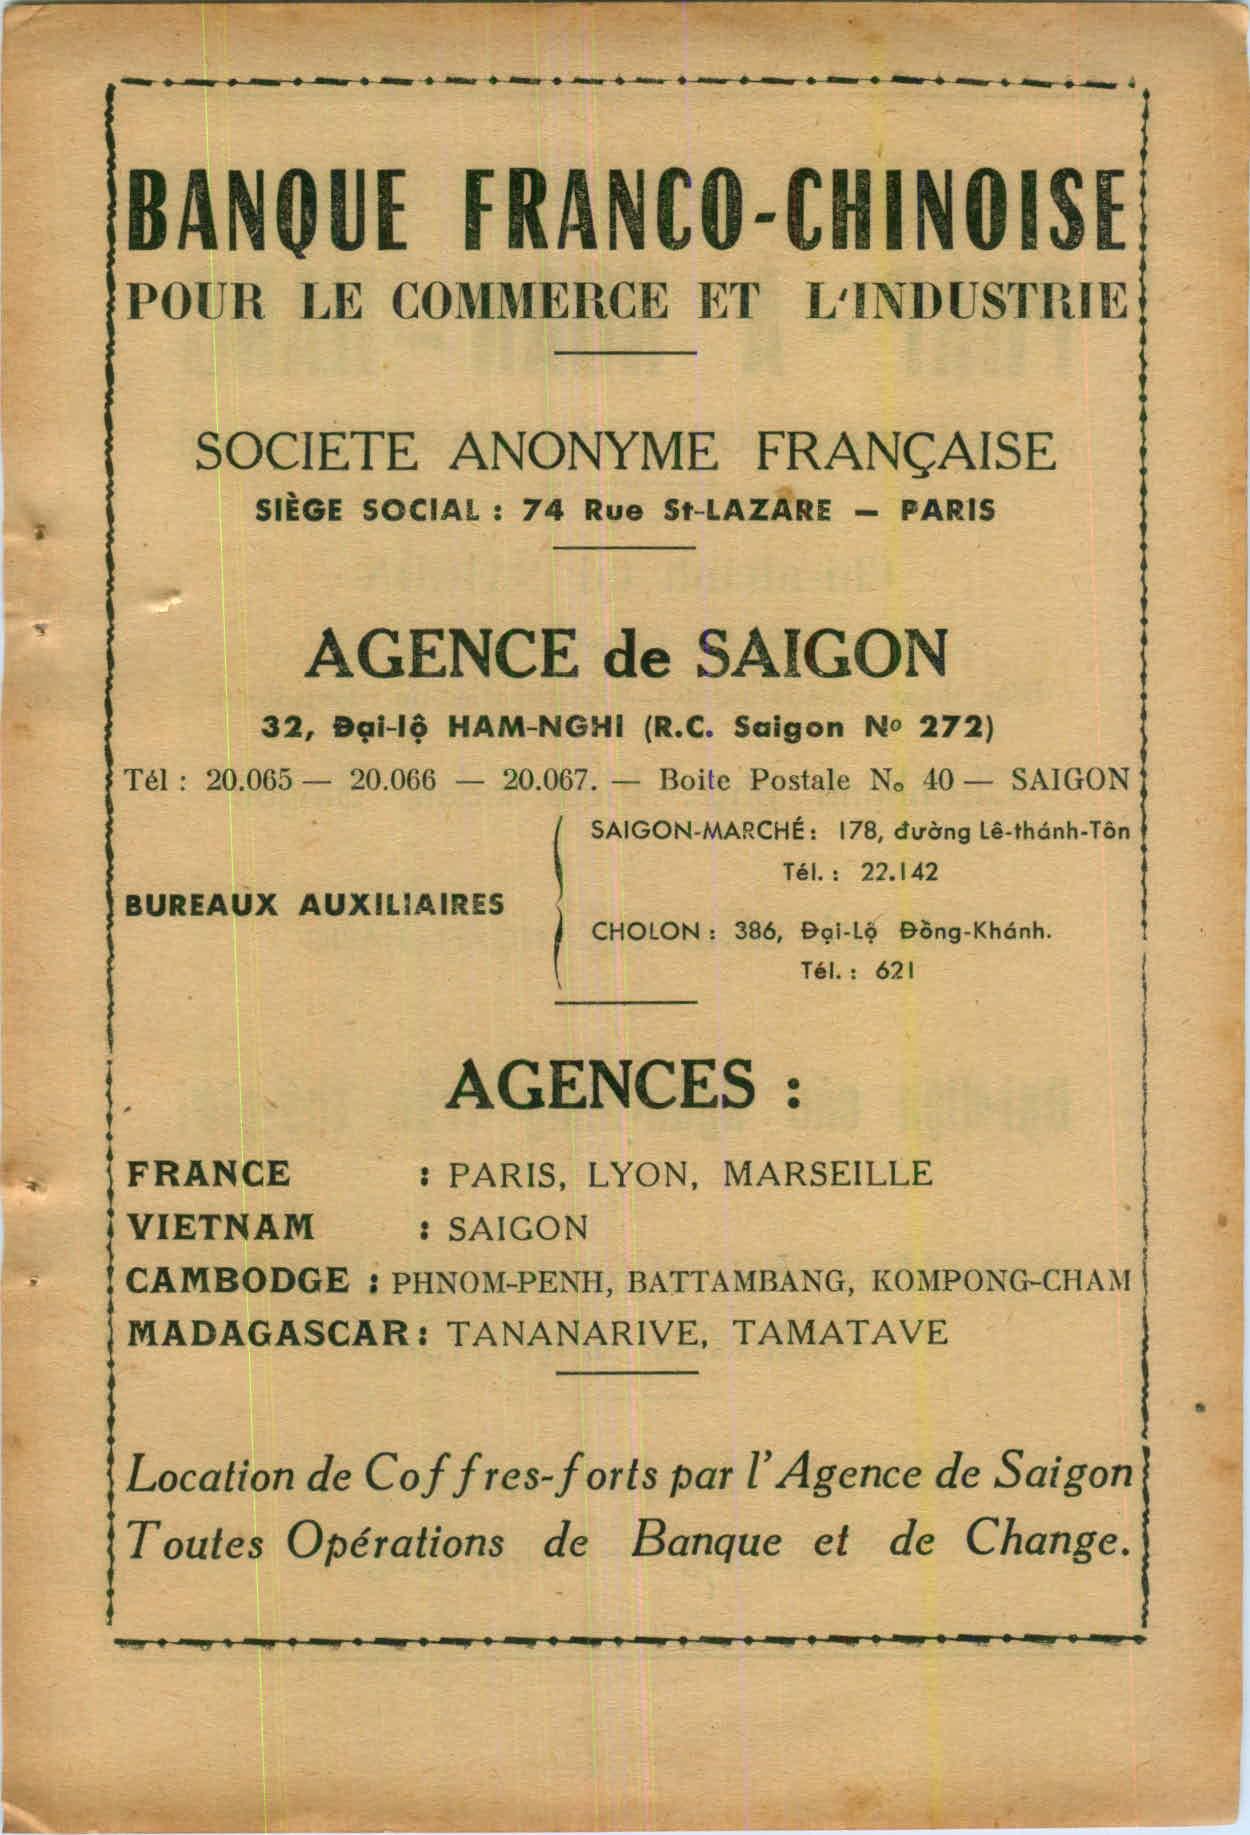 BANQUE FRANCO-CHINOISE
POUR LE COMMERCE ET L'INDUSTRIE
SOCIETE ANONYME FRANÇAISE
SIÈGE SOCIAL : 74 Rue St-LAZARE — PARIS
AGENCE de SAIGON
32, Đại-lộ HAM-NGHI (R.C. Saigon Nº 272)
Tél : 20.065 — 20.066 — 20.067. — Boite Postale No 40 — SAIGON
BUREAUX AUXILIAIRES
SAIGON-MARCHÉ : 178, đường Lê-thánh-Tôn
Tél. : 22.142
CHOLON : 386, Đại-Lộ Đồng-Khánh.
Tél. : 621
AGENCES :
FRANCE : PARIS, LYON, MARSEILLE
VIETNAM : SAIGON
CAMBODGE : PHNOM-PENH, BATTAMBANG, KOMPONG-CHAM
MADAGASCAR : TANANARIVE, TAMATAVE
Location de Coffres-forts par l'Agence de Saigon
Toutes Opérations de Banque et de Change.